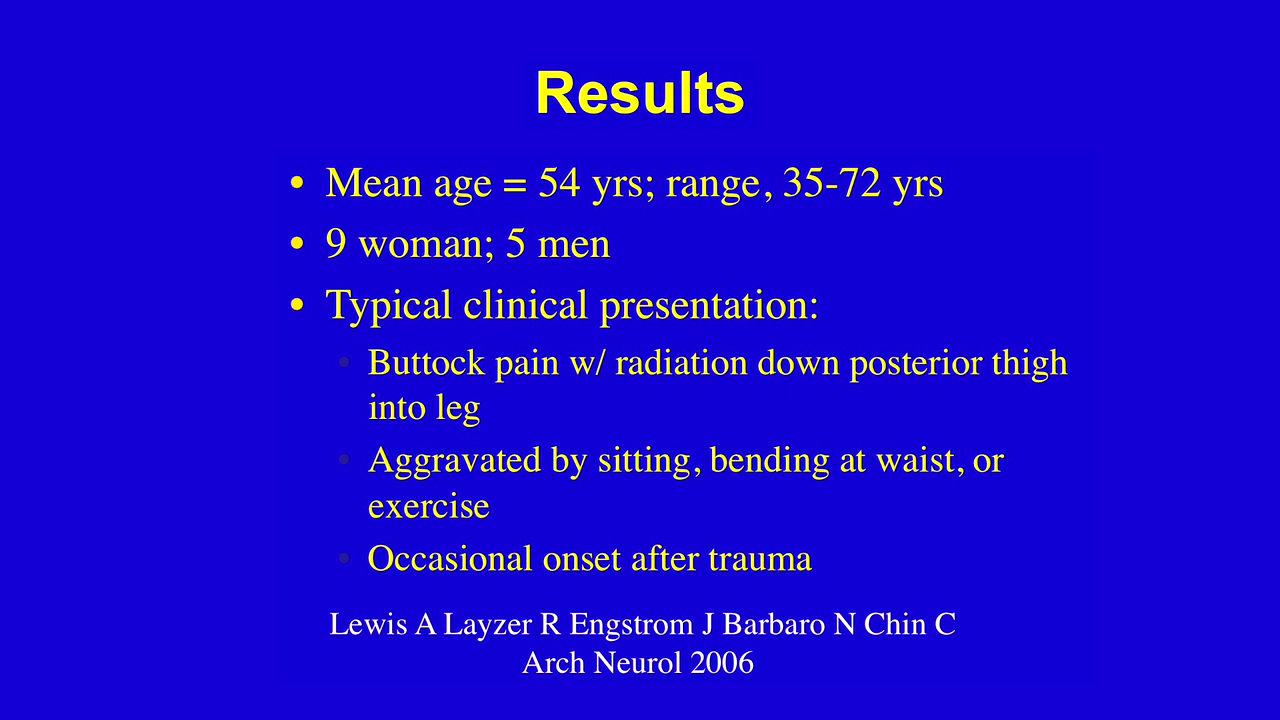 Results
• Mean age = 54 yrs; range, 35-72 yrs
• 9 woman; 5 men
• Typical clinical presentation:
• Buttock pain w/ radiation down posterior thigh
into leg
• Aggravated by sitting, bending at waist, or
exercise
• Occasional onset after trauma
Lewis A Layzer R Engstrom J Barbaro N Chin C
Arch Neurol 2006